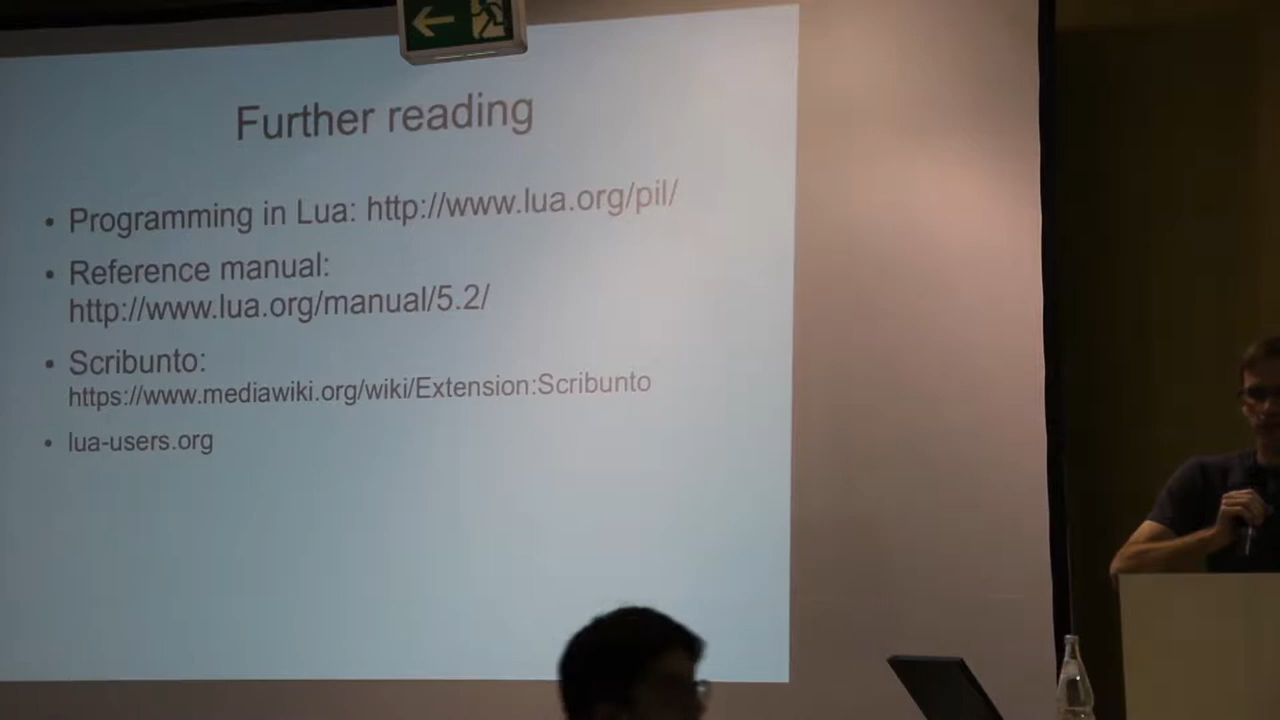 Further reading
• Programming in Lua: http://www.lua.org/pil/
• Reference manual:
http://www.lua.org/manual/5.2/
• Scribunto:
https://www.mediawiki.org/wiki/Extension:Scribunto
• lua-users.org